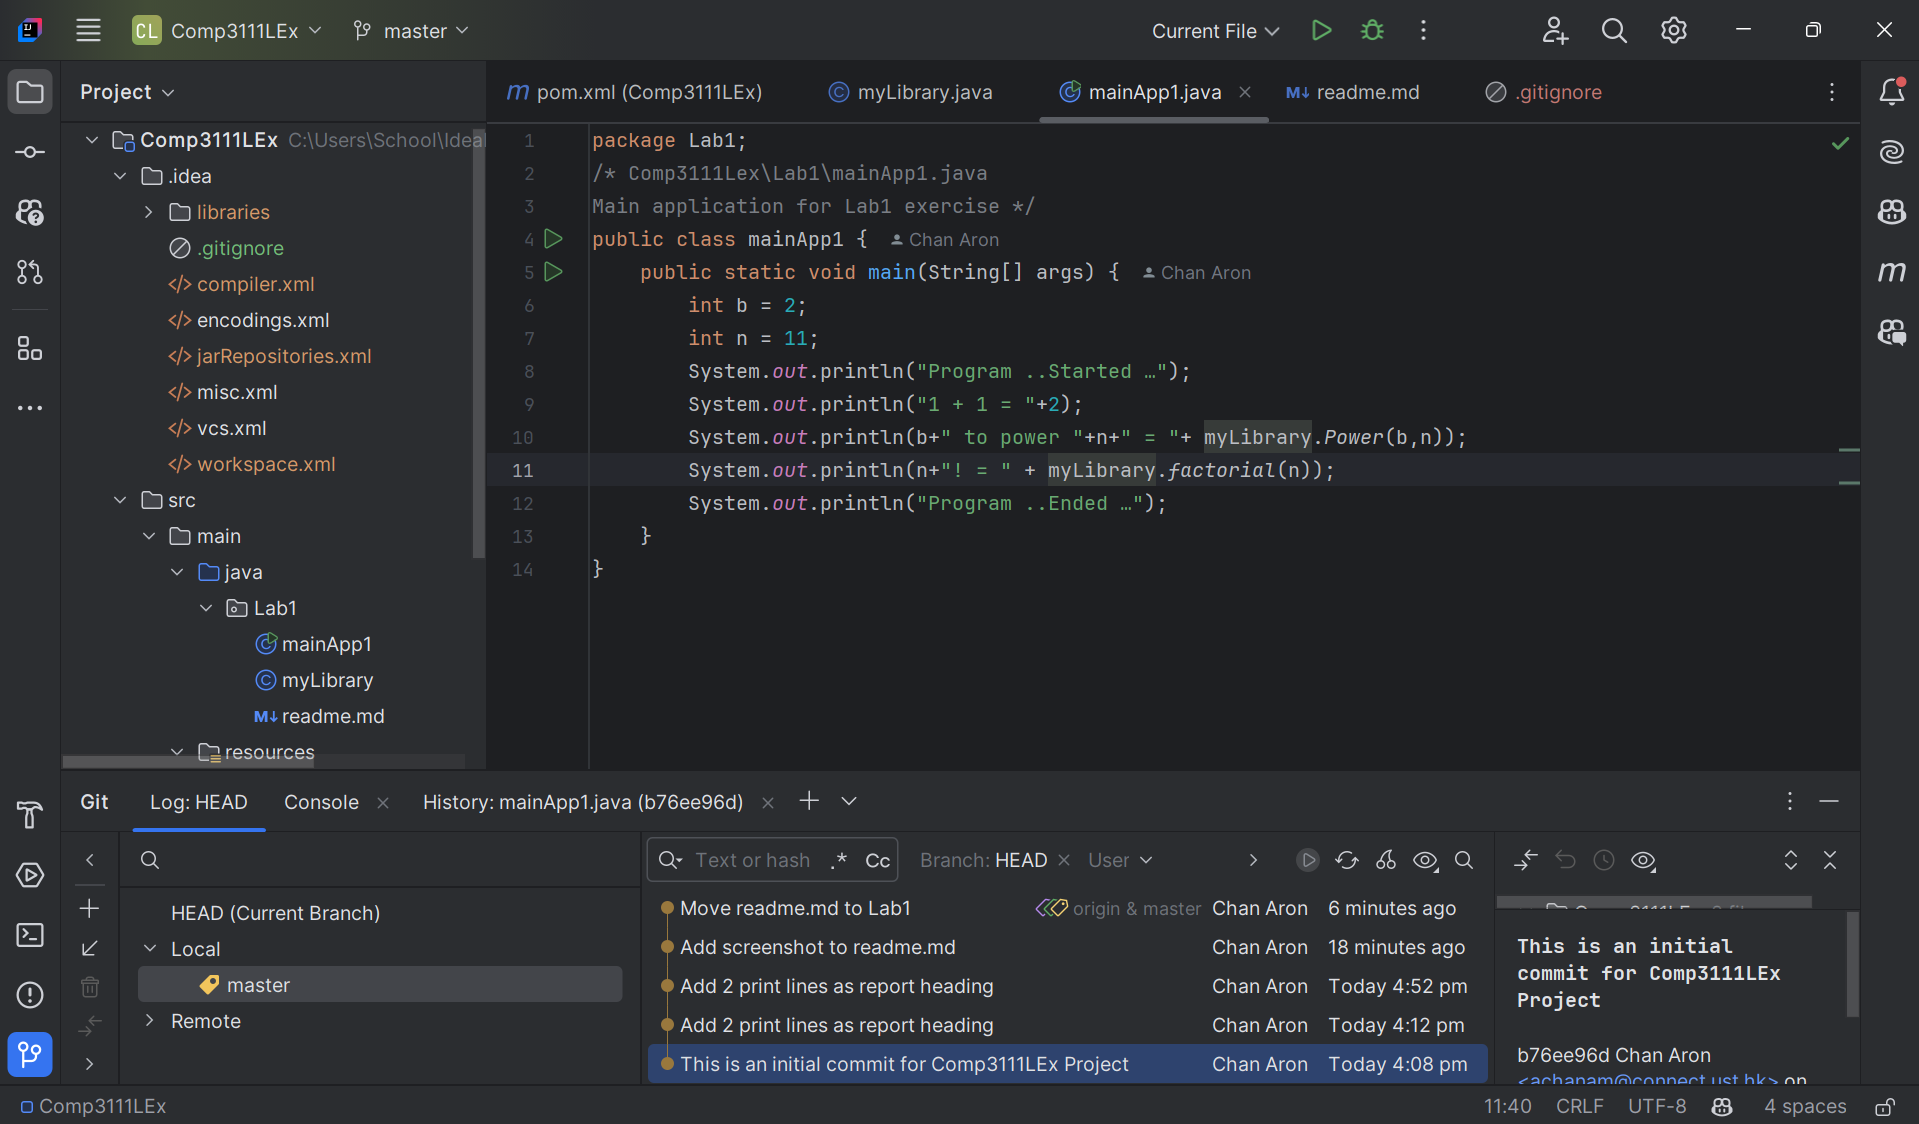 CL Comp3111LEx master Current File
Project
pom.xml (Comp3111LEx) myLibrary.java mainApp1.java readme.md .gitignore
Comp3111LEx C:\Users\School\Idea
.idea
libraries
.gitignore
compiler.xml
encodings.xml
jarRepositories.xml
misc.xml
vcs.xml
workspace.xml
src
main
java
Lab1
mainApp1
myLibrary
readme.md
resources
1 package Lab1;
2 /* Comp3111Lex\Lab1\mainApp1.java
3 Main application for Lab1 exercise */
4 public class mainApp1 { Chan Aron
5 public static void main(String[] args) { Chan Aron
6 int b = 2;
7 int n = 11;
8 System.out.println("Program ..Started …");
9 System.out.println("1 + 1 = "+2);
10 System.out.println(b+" to power "+n+" = "+ myLibrary.Power(b,n));
11 System.out.println(n+"! = " + myLibrary.factorial(n));
12 System.out.println("Program ..Ended …");
13 }
14 }
Git Log: HEAD Console History: mainApp1.java (b76ee96d)
HEAD (Current Branch)
Local
master
Remote
Text or hash .* Cc Branch: HEAD User
Move readme.md to Lab1 origin & master Chan Aron 6 minutes ago
Add screenshot to readme.md Chan Aron 18 minutes ago
Add 2 print lines as report heading Chan Aron Today 4:52 pm
Add 2 print lines as report heading Chan Aron Today 4:12 pm
This is an initial commit for Comp3111LEx Project Chan Aron Today 4:08 pm
This is an initial
commit for Comp3111LEx
Project
b76ee96d Chan Aron
<achanam@connect.ust.hk> on
Comp3111LEx 11:40 CRLF UTF-8 4 spaces